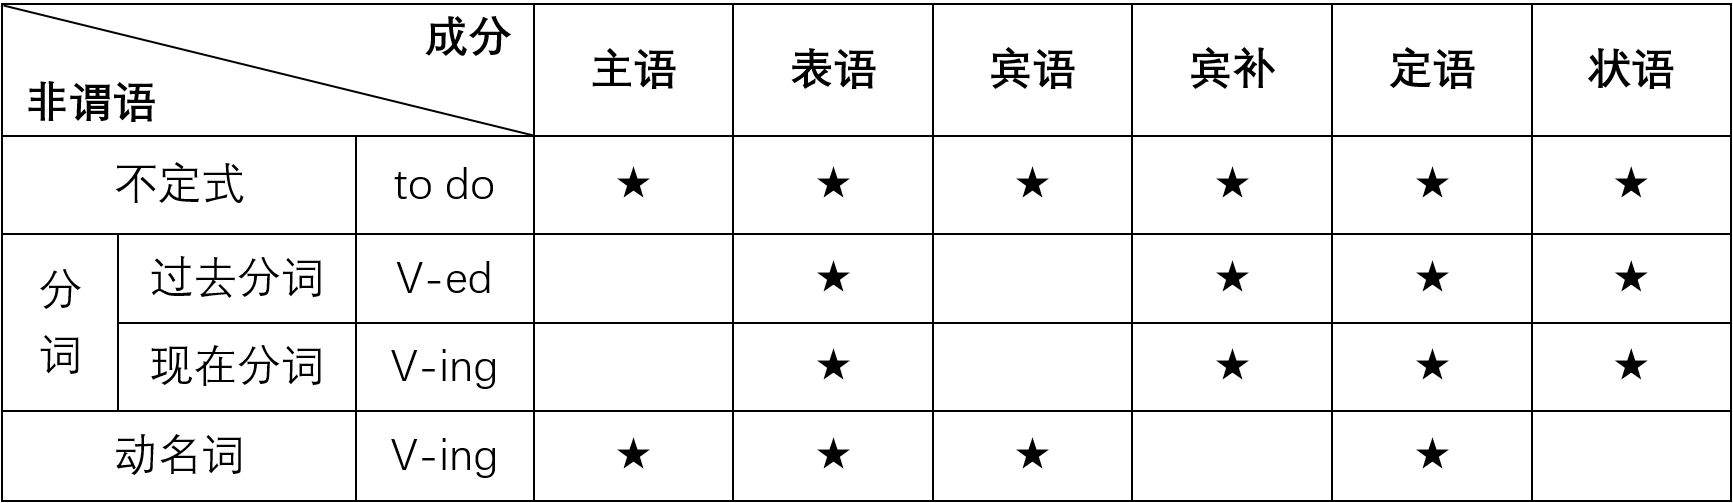 成分 主语 表语 宾语 宾补 定语 状语
非谓语
不定式 to do ★ ★ ★ ★ ★ ★
分词 过去分词 V-ed ★ ★ ★ ★
现在分词 V-ing ★ ★ ★ ★
动名词 V-ing ★ ★ ★ ★